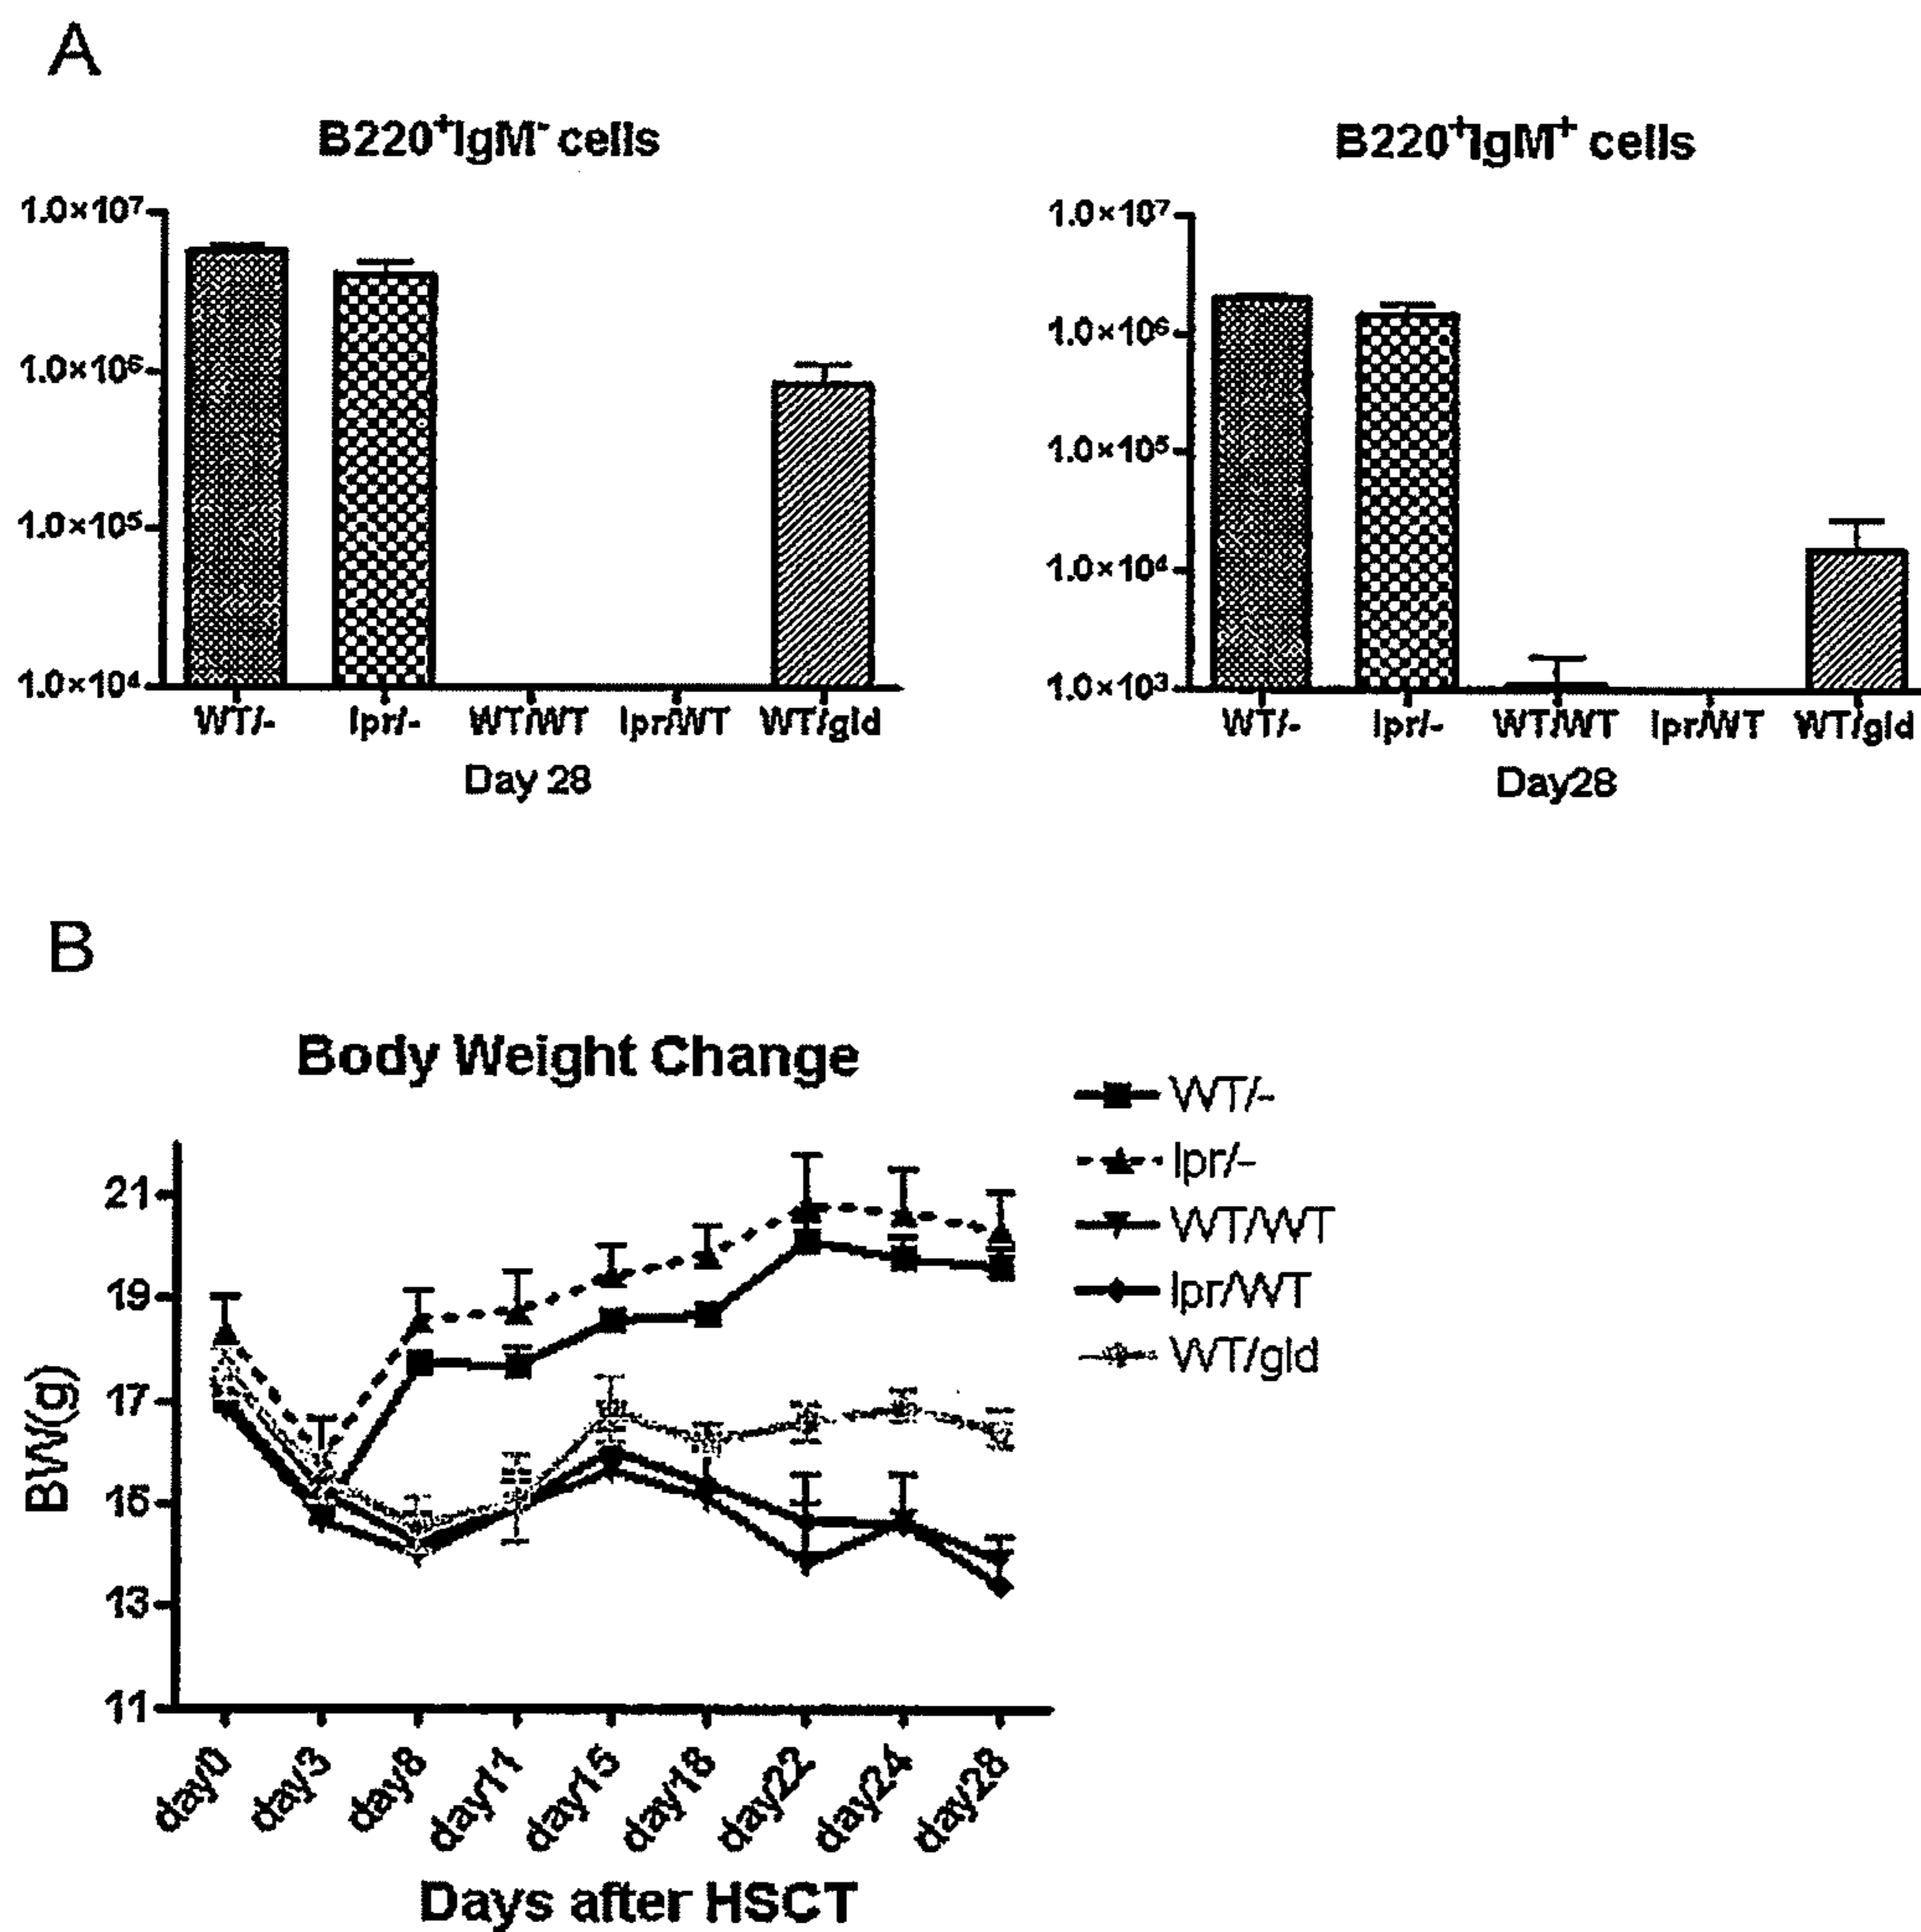 A
B220⁺IgM⁻ cells
1.0×10⁷
1.0×10⁶
1.0×10⁵
1.0×10⁴
WT/- lpr/- WT/WT lpr/WT WT/gld
Day 28
B220⁺IgM⁺ cells
1.0×10⁷
1.0×10⁶
1.0×10⁵
1.0×10⁴
1.0×10³
WT/- lpr/- WT/WT lpr/WT WT/gld
Day28
B
Body Weight Change
BW(g)
21
19
17
15
13
11
day0 day3 day8 day11 day15 day18 day22 day24 day28
Days after HSCT
WT/-
lpr/-
WT/WT
lpr/WT
WT/gld